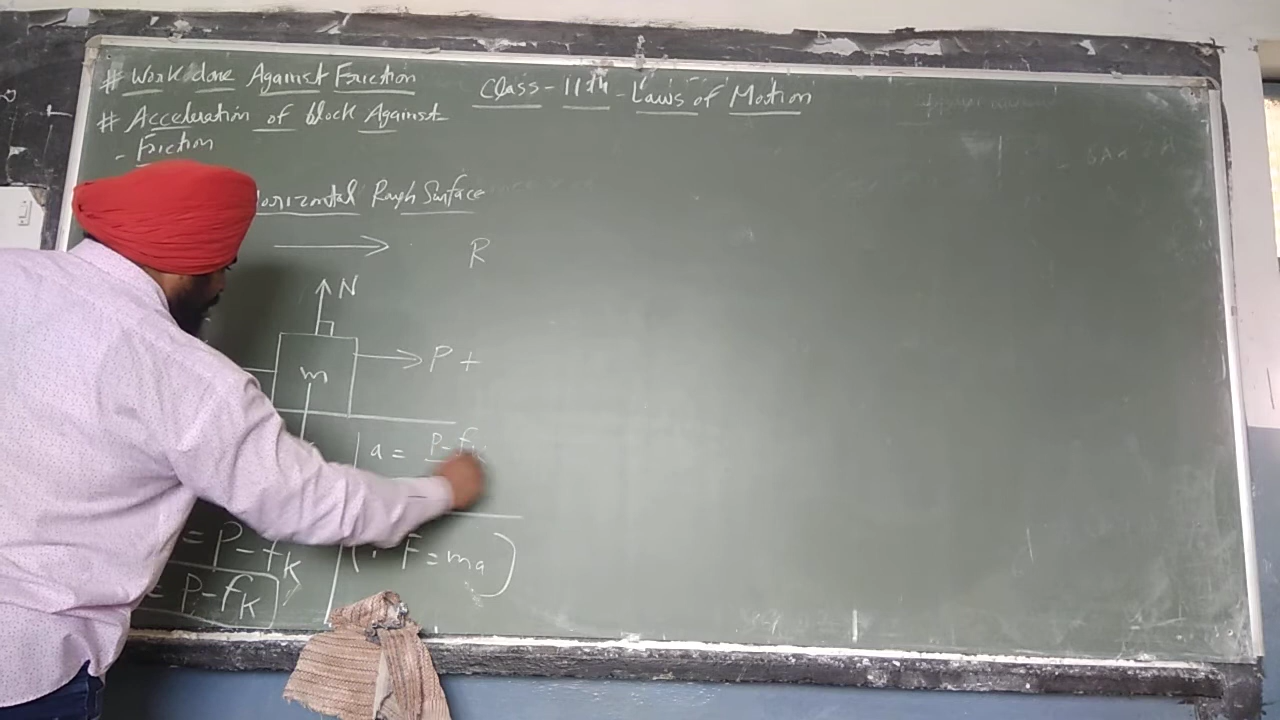 # Work done Against Friction
Class - 11th - Laws of Motion
# Acceleration of block Against
- Friction
Horizontal Rough Surface
R
N
P +
m
a = P - fk
= P - fk
(∵ F = ma)
= P - fk